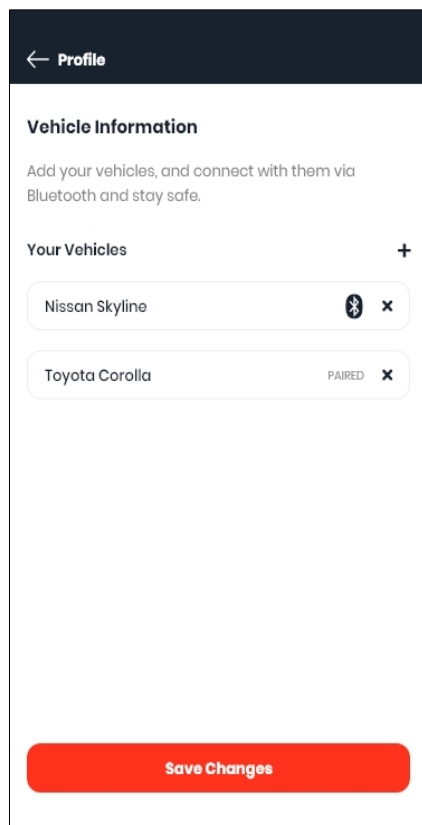 Profile
Vehicle Information
Add your vehicles, and connect with them via
Bluetooth and stay safe.
Your Vehicles
Nissan Skyline
Toyota Corolla PAIRED
Save Changes